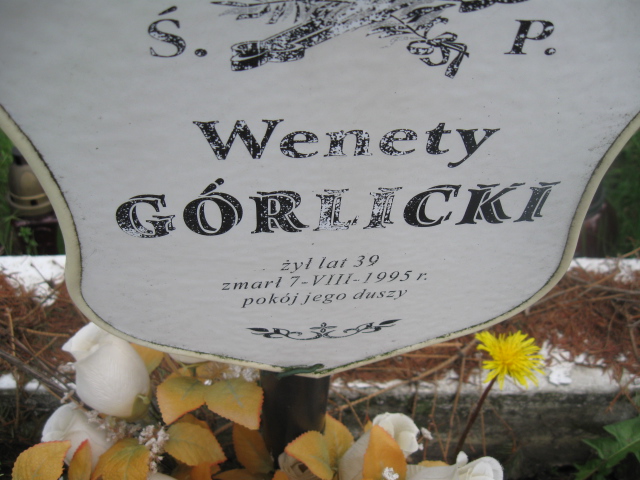 Ś. P.
Wenety
GÓRLICKI
żył lat 39
zmarł 7-VIII-1995 r.
pokój jego duszy